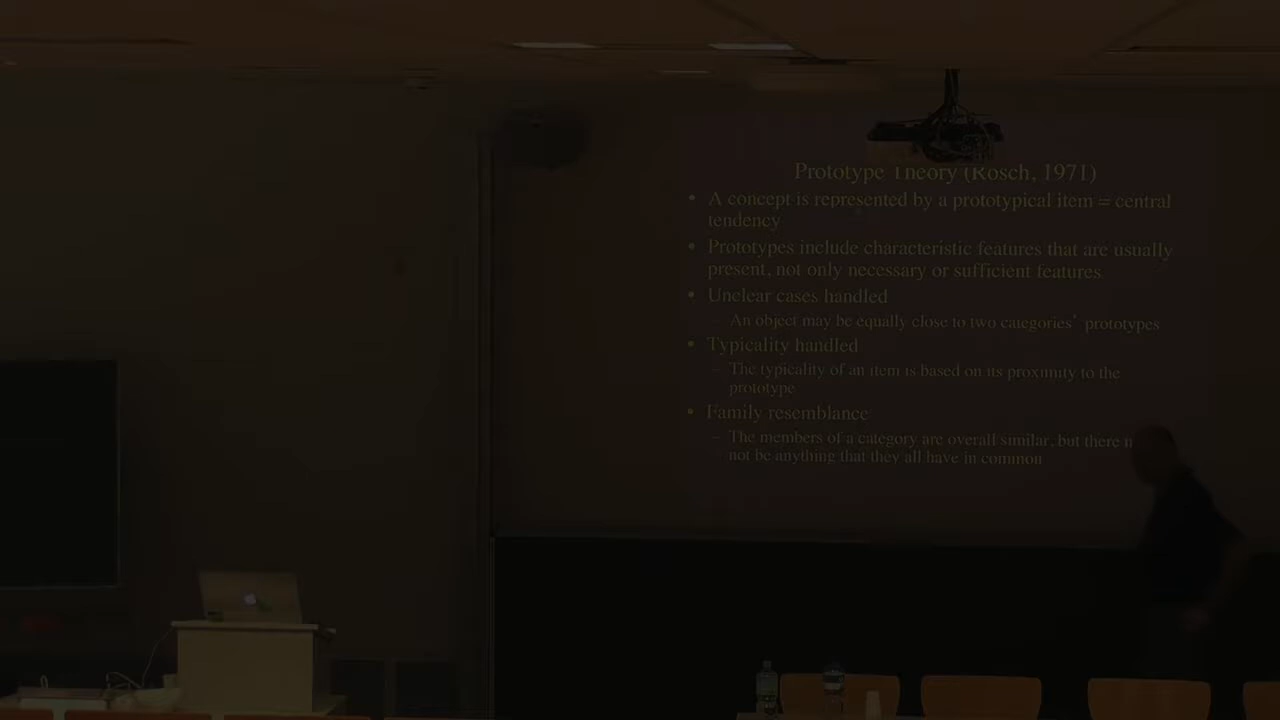 Prototype Theory (Rosch, 1971)
• A concept is represented by a prototypical item = central
tendency
• Prototypes include characteristic features that are usually
present, not only necessary or sufficient features
• Unclear cases handled
– An object may be equally close to two categories' prototypes
• Typicality handled
– The typicality of an item is based on its proximity to the
prototype
• Family resemblance
– The members of a category are overall similar, but there
not be anything that they all have in common